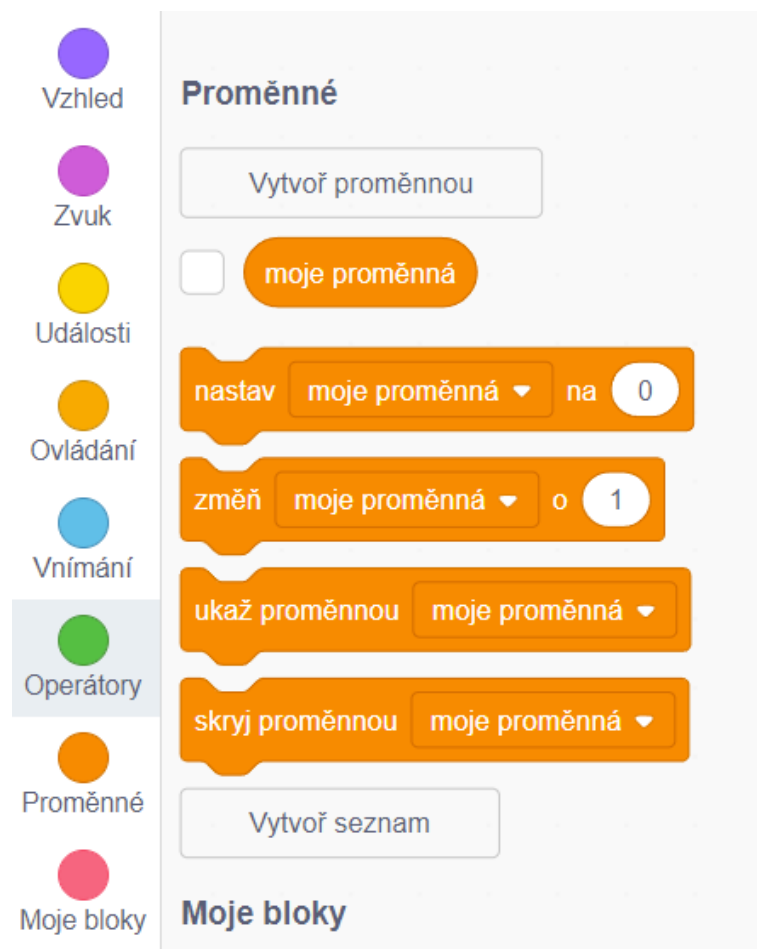 Vzhled
Zvuk
Události
Ovládání
Vnímání
Operátory
Proměnné
Moje bloky
Proměnné
Vytvoř proměnnou
moje proměnná
nastav moje proměnná na 0
změň moje proměnná o 1
ukaž proměnnou moje proměnná
skryj proměnnou moje proměnná
Vytvoř seznam
Moje bloky